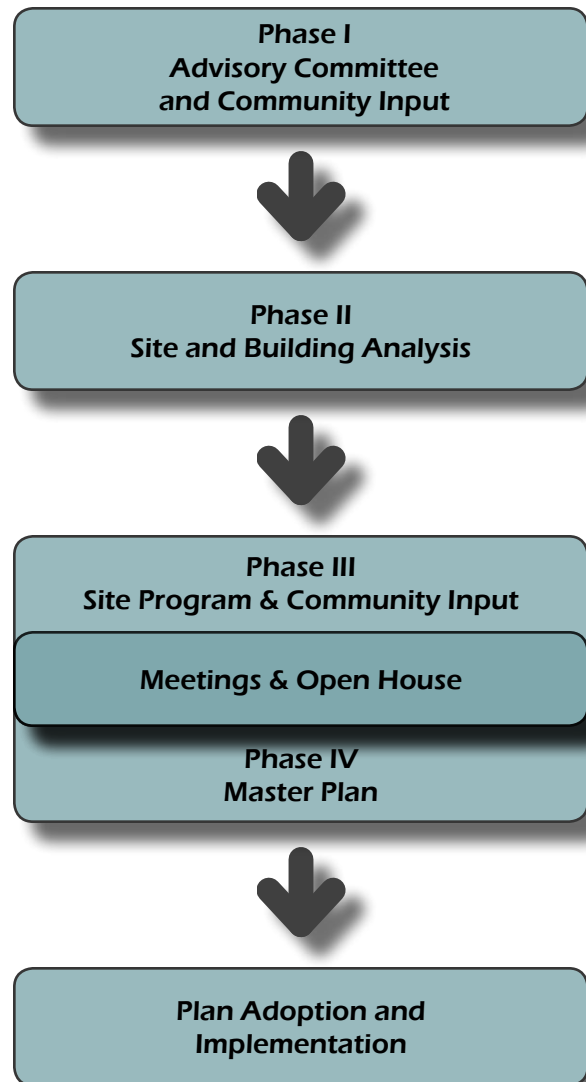 Phase I
Advisory Committee
and Community Input
Phase II
Site and Building Analysis
Phase III
Site Program & Community Input
Meetings & Open House
Phase IV
Master Plan
Plan Adoption and
Implementation